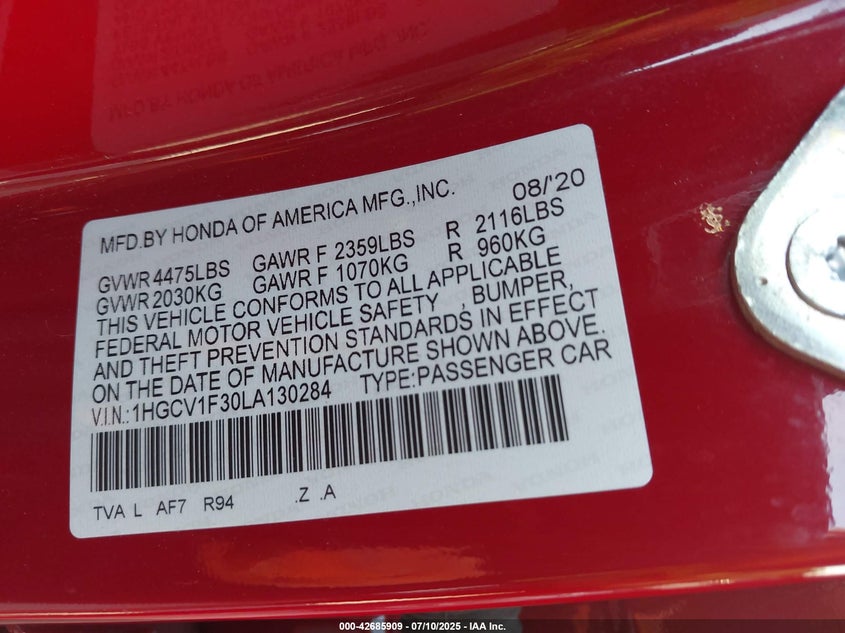 MFD.BY HONDA OF AMERICA MFG.,INC. 08/'20
GVWR 4475LBS GAWR F 2359LBS R 2116LBS
GVWR 2030KG GAWR F 1070KG R 960KG
THIS VEHICLE CONFORMS TO ALL APPLICABLE
FEDERAL MOTOR VEHICLE SAFETY , BUMPER,
AND THEFT PREVENTION STANDARDS IN EFFECT
ON THE DATE OF MANUFACTURE SHOWN ABOVE.
V.I.N.:1HGCV1F30LA130284 TYPE:PASSENGER CAR
TVA L AF7 R94 .Z .A
000-42685909 - 07/10/2025 - IAA Inc.